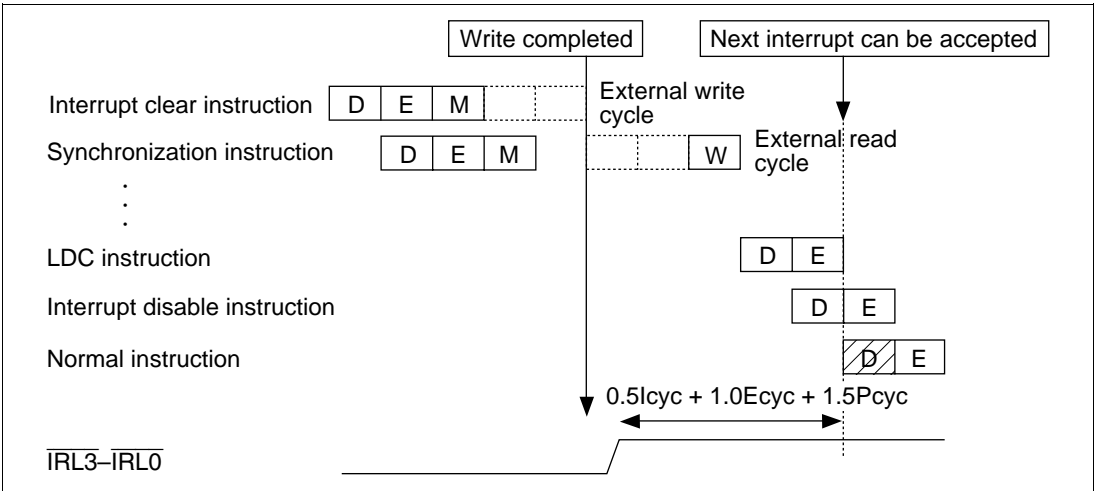 Write completed
Next interrupt can be accepted
Interrupt clear instruction D E M External write
cycle
Synchronization instruction D E M W External read
cycle
LDC instruction D E
Interrupt disable instruction D E
Normal instruction D E
0.5Icyc + 1.0Ecyc + 1.5Pcyc
IRL3–IRL0